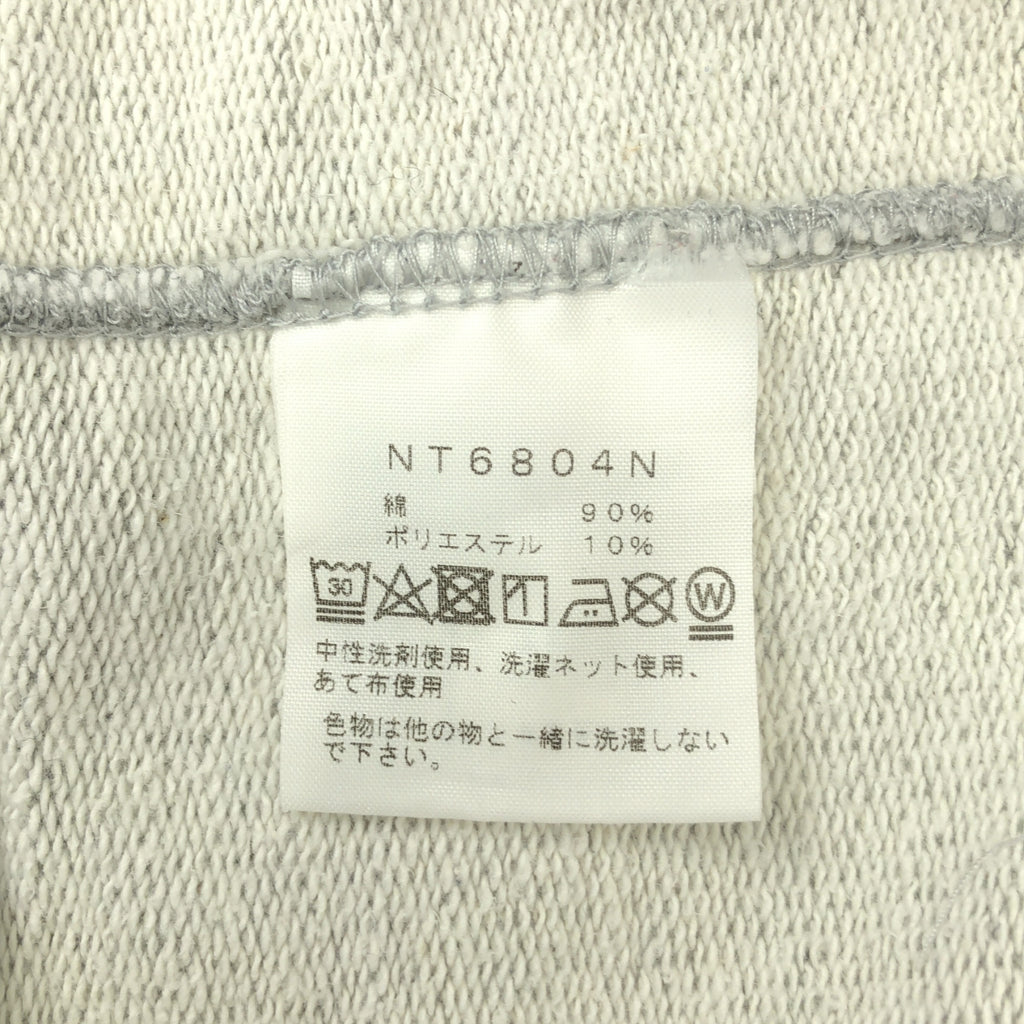 NT6804N
綿 90%
ポリエステル 10%
30 W
中性洗剤使用、洗濯ネット使用、
あて布使用
色物は他の物と一緒に洗濯しない
で下さい。